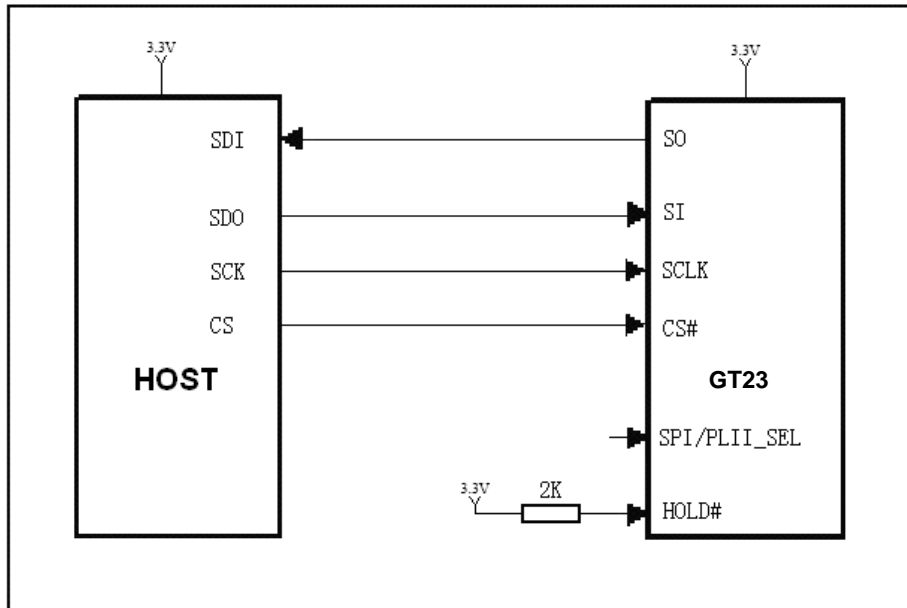 3.3V
3.3V
SDI
SO
SDO
SI
SCK
SCLK
CS
CS#
HOST
GT23
SPI/PLII_SEL
3.3V
2K
HOLD#